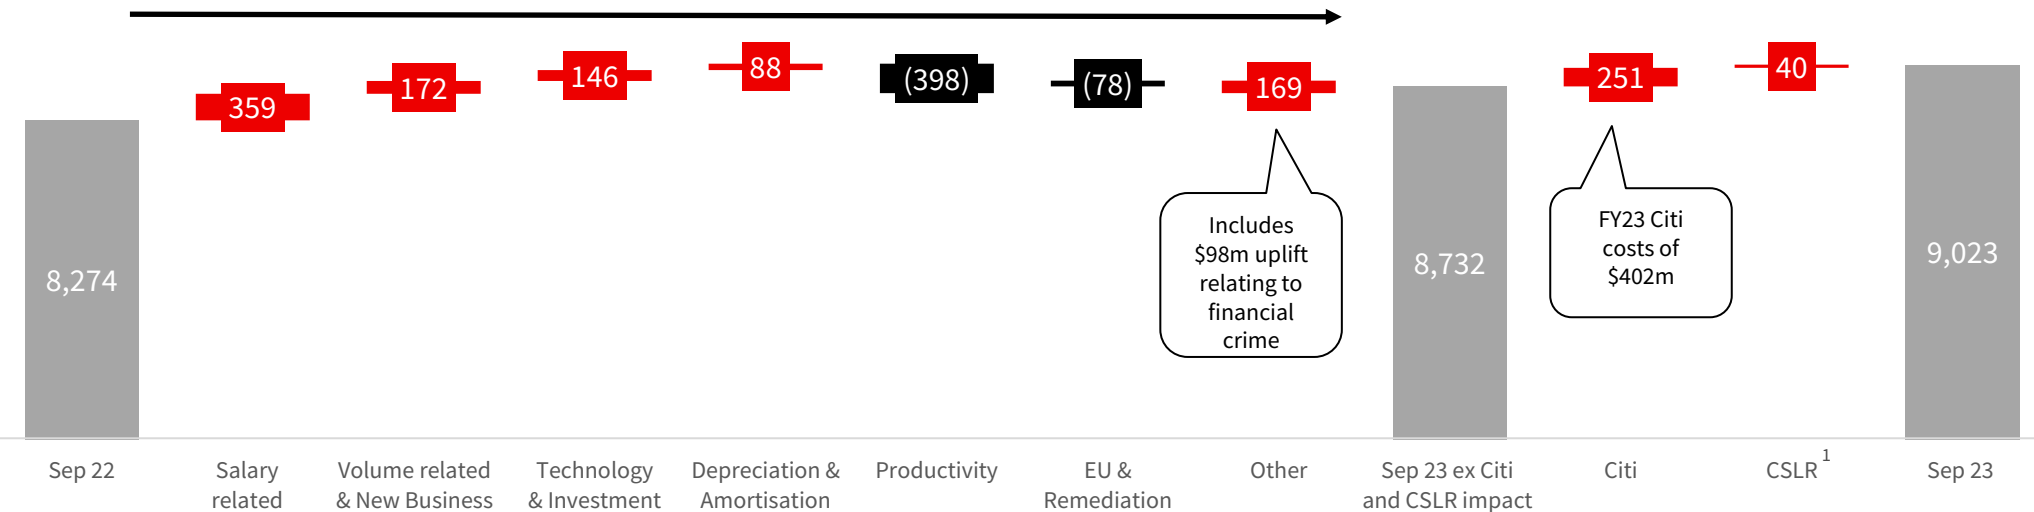 359
172
146
88
(398)
(78)
169
251
40
8,274
8,732
9,023
Includes
$98m uplift
relating to
financial
crime
FY23 Citi
costs of
$402m
Sep 22
Salary
related
Volume related
& New Business
Technology
& Investment
Depreciation &
Amortisation
Productivity
EU &
Remediation
Other
Sep 23 ex Citi
and CSLR impact
Citi
CSLR 1
Sep 23